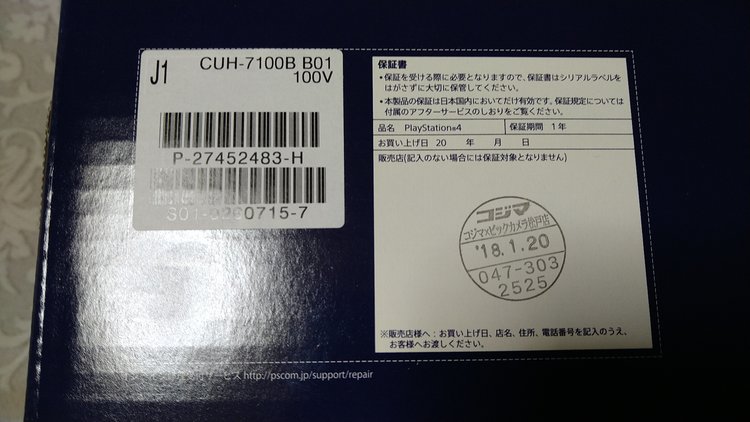 J1
CUH-7100B B01
100V
P-27452483-H
保証書
・保証を受ける際に必要となりますので、保証書はシリアルラベルを
はがさずに大切に保管してください。
・本製品の保証は日本国内においてだけ有効です。保証規定については
付属のアフターサービスのしおりをご覧ください。
品名 PlayStation®4 保証期間 1年
お買い上げ日 20 年 月 日
販売店(記入のない場合には保証対象となりません)
コジマ
コジマ×ビックカメラ松戸店
'18.1.20
047-303
2525
※販売店様へ:お買い上げ日、店名、住所、電話番号を記入のうえ、
お客様へお渡しください。
ービス http://pscom.jp/support/repair